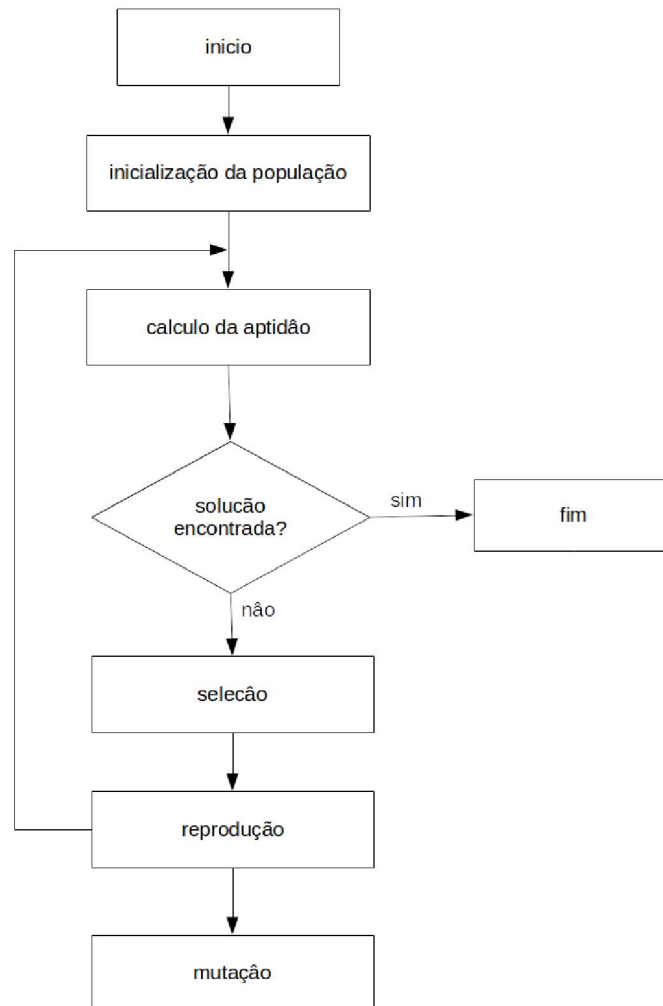 inicio
inicialização da população
calculo da aptidâo
solucão
encontrada?
sim
fim
nâo
selecâo
reprodução
mutaçâo